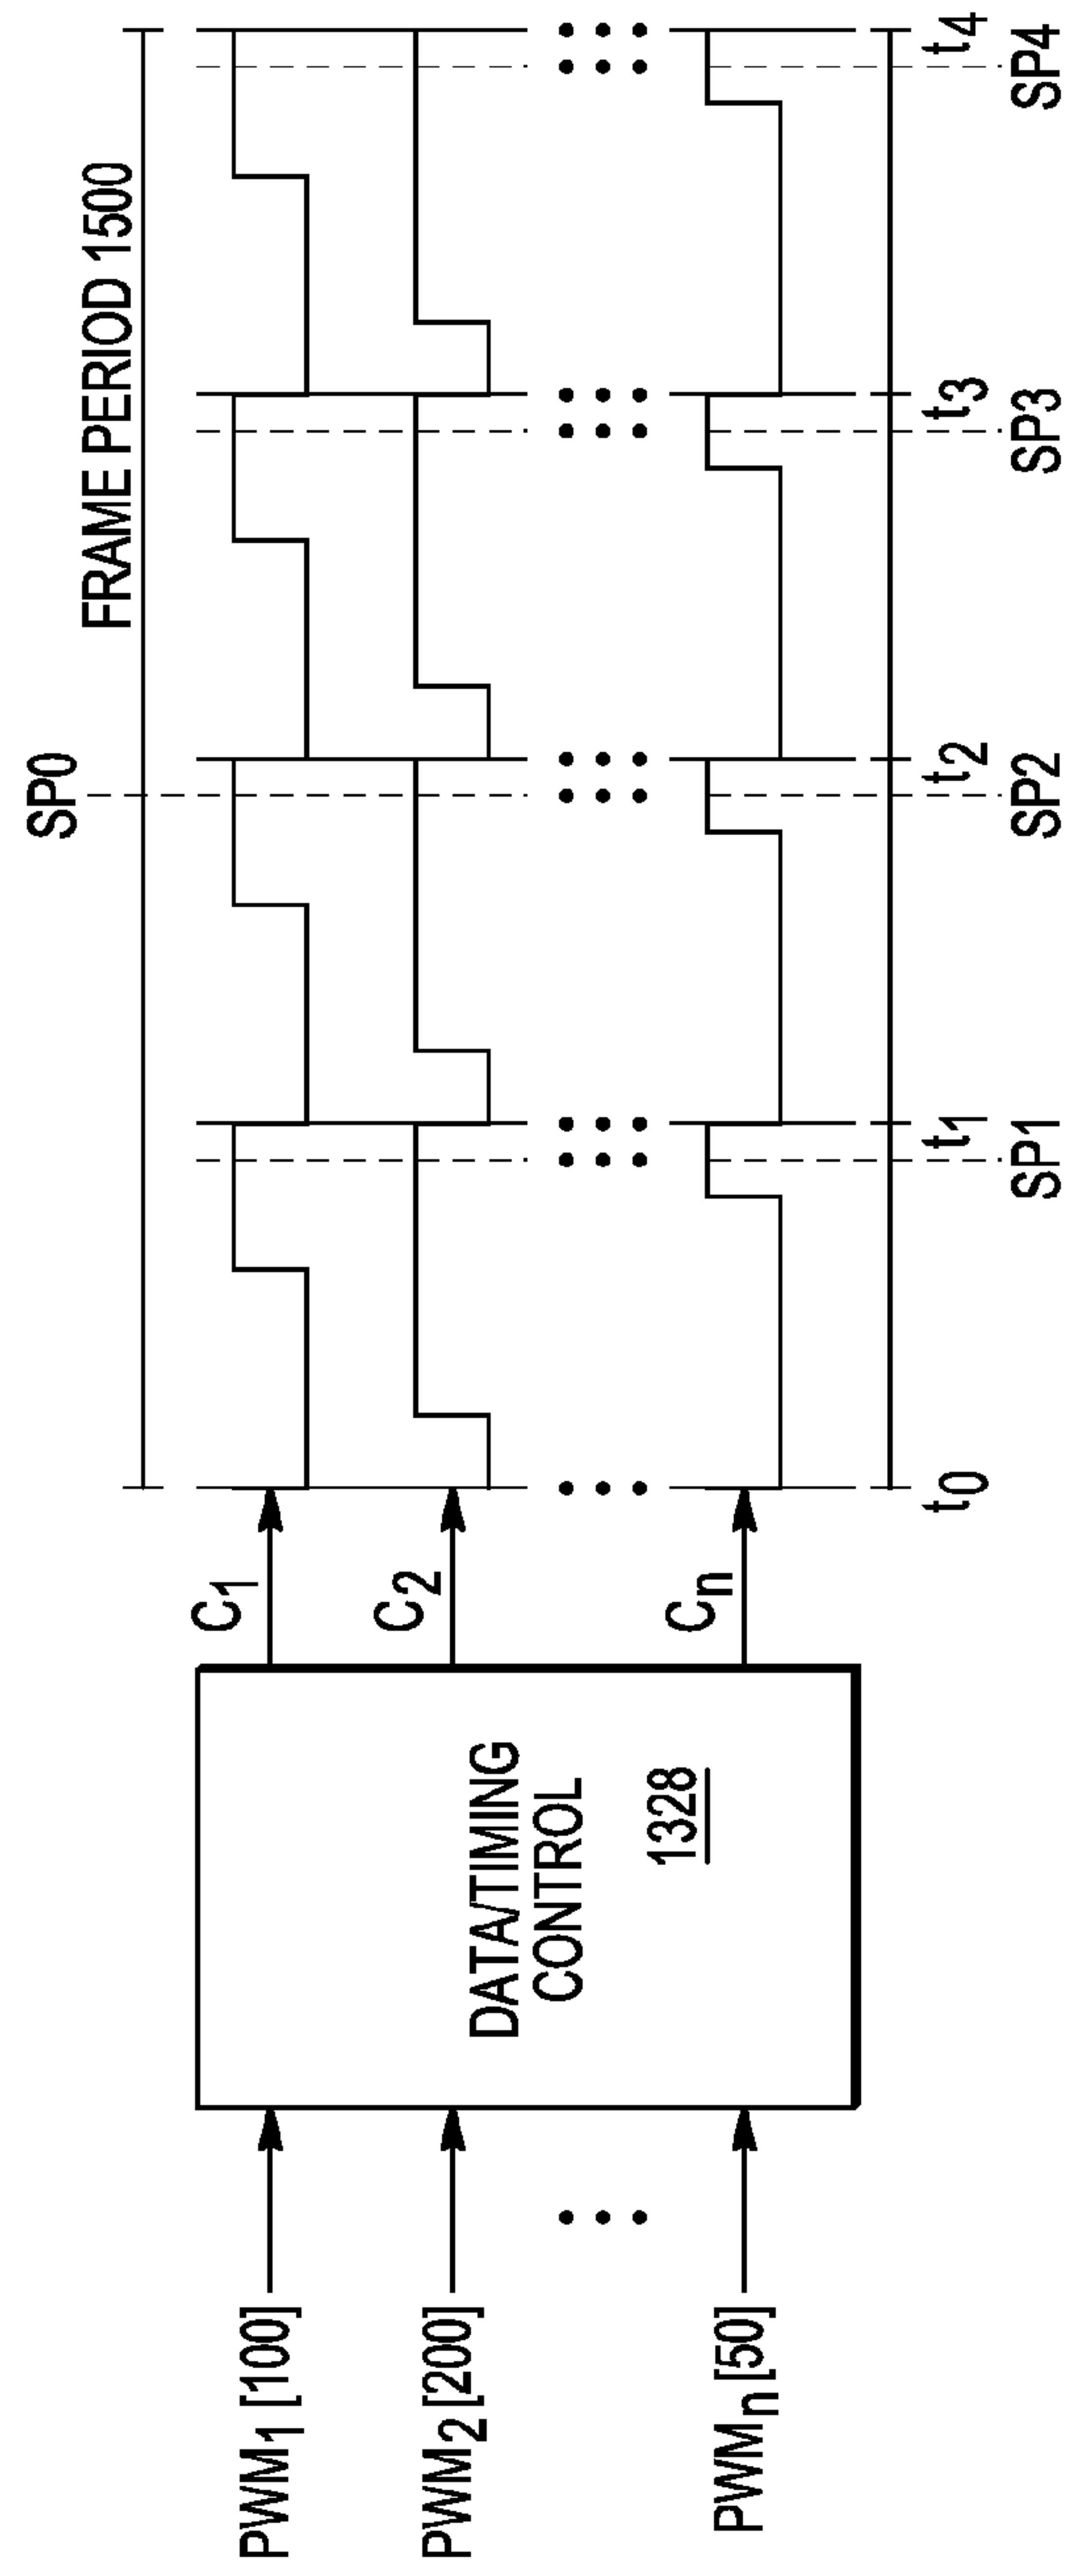 SP0
FRAME PERIOD 1500
PWM1 [100]
C1
PWM2 [200]
C2
DATA/TIMING
CONTROL
1328
PWMn [50]
Cn
t0
t1
t2
t3
t4
SP1
SP2
SP3
SP4